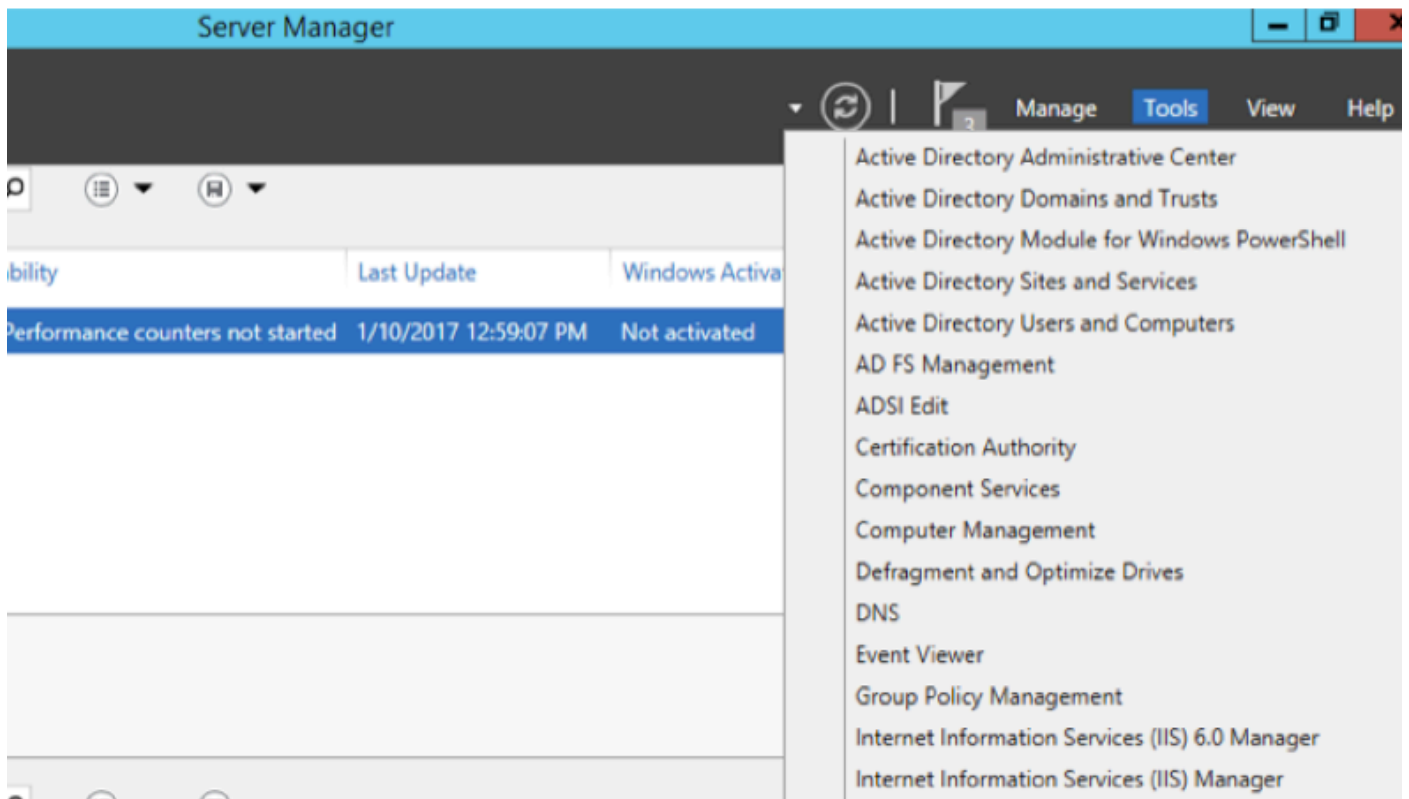 Server Manager
3
Manage Tools View Help
Active Directory Administrative Center
Active Directory Domains and Trusts
Active Directory Module for Windows PowerShell
Active Directory Sites and Services
Active Directory Users and Computers
AD FS Management
ADSI Edit
Certification Authority
Component Services
Computer Management
Defragment and Optimize Drives
DNS
Event Viewer
Group Policy Management
Internet Information Services (IIS) 6.0 Manager
Internet Information Services (IIS) Manager
bility Last Update Windows Activa
Performance counters not started 1/10/2017 12:59:07 PM Not activated